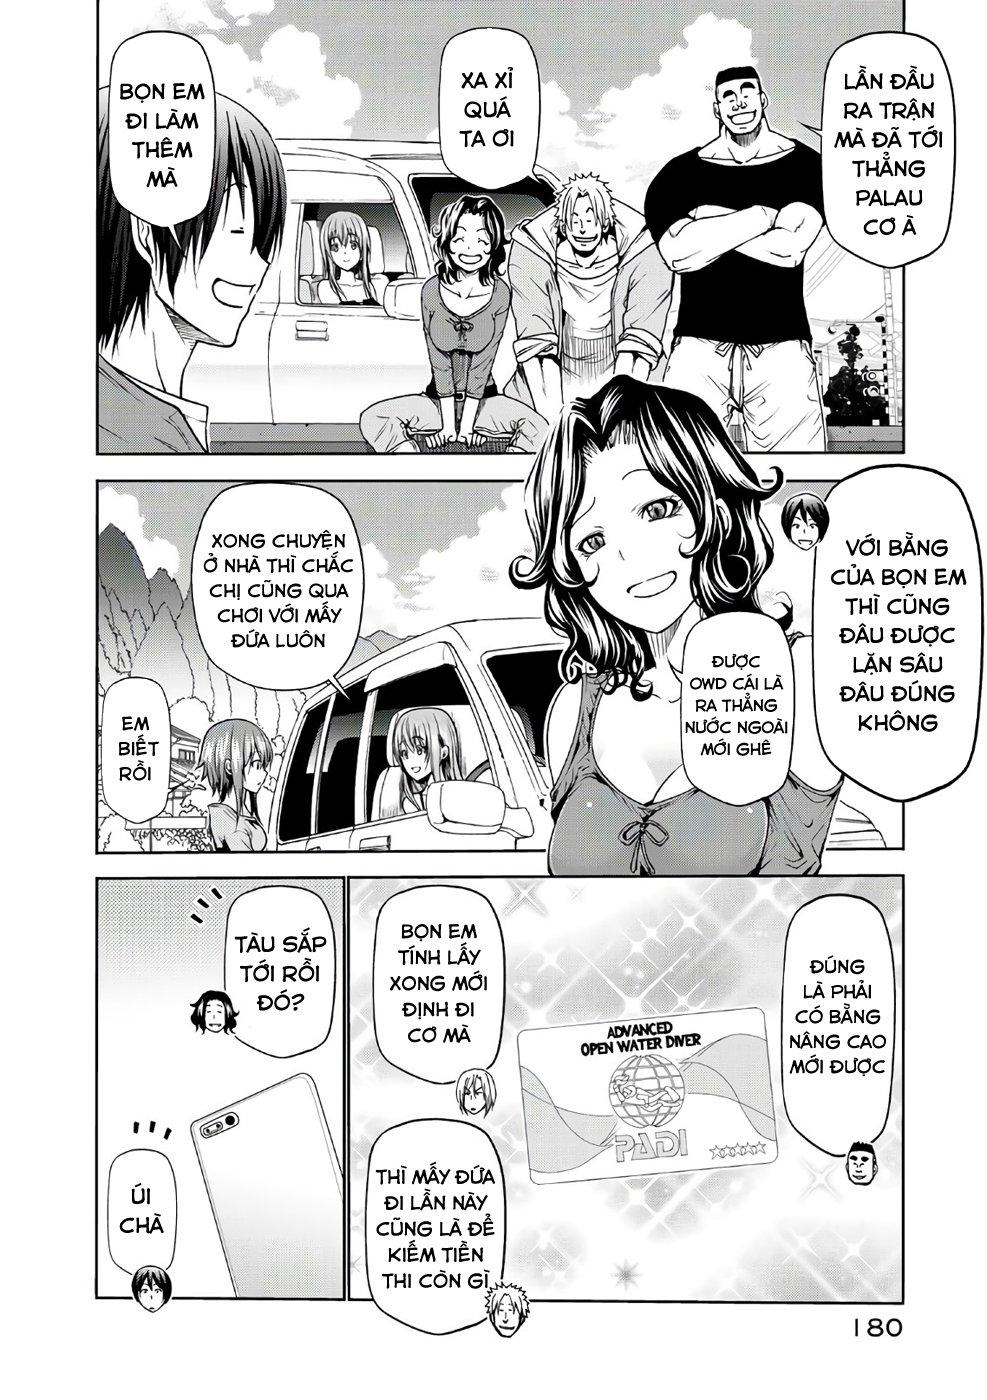 LẦN ĐẦU
RA TRẬN
MÀ ĐÃ TỚI
THẲNG
PALAU
CƠ À
XA XỈ
QUÁ
TA ƠI
BỌN EM
ĐI LÀM
THÊM
MÀ
VỚI BẰNG
CỦA BỌN EM
THÌ CŨNG
ĐÂU ĐƯỢC
LẶN SÂU
ĐÂU ĐÚNG
KHÔNG
ĐƯỢC
OWD CÁI LÀ
RA THẲNG
NƯỚC NGOÀI
MỚI GHÊ
XONG CHUYỆN
Ở NHÀ THÌ CHẮC
CHỊ CŨNG QUA
CHƠI VỚI MẤY
ĐỨA LUÔN
EM
BIẾT
RỒI
ĐÚNG
LÀ PHẢI
CÓ BẰNG
NÂNG CAO
MỚI ĐƯỢC
ADVANCED
OPEN WATER DIVER
PADI
BỌN EM
TÍNH LẤY
XONG MỚI
ĐỊNH ĐI
CƠ MÀ
THÌ MẤY ĐỨA
ĐI LẦN NÀY
CŨNG LÀ ĐỂ
KIẾM TIỀN
THI CÒN GÌ
TÀU SẮP
TỚI RỒI
ĐÓ?
ÚI
CHÀ
180